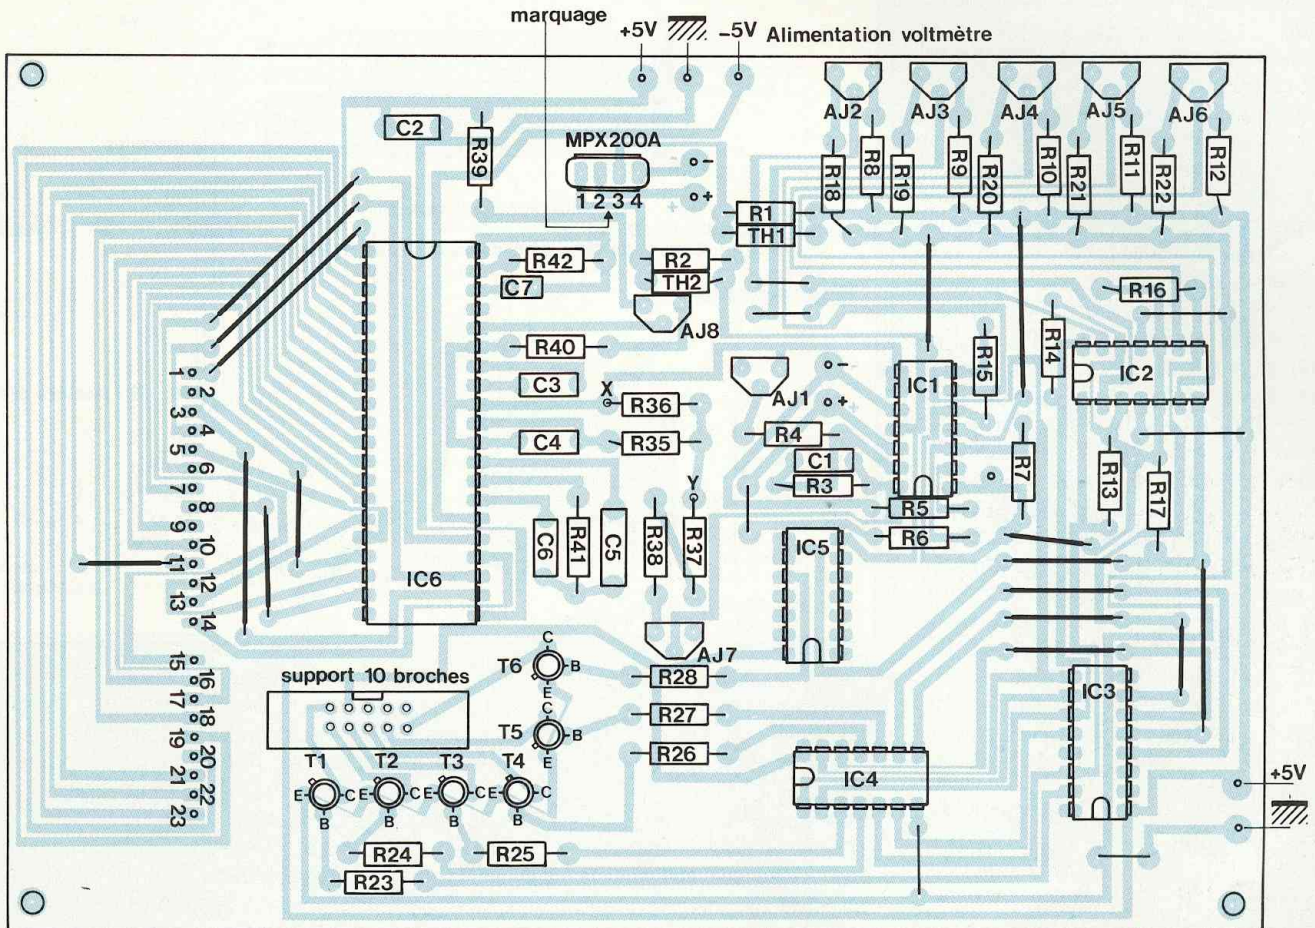 marquage
+5V -5V Alimentation voltmètre
AJ2 AJ3 AJ4 AJ5 AJ6
C2
R39
MPX200A
-
+
1 2 3 4
R18 R8 R19 R9 R20 R10 R21 R11 R22 R12
R1
TH1
R42
R2
C7
TH2
AJ8
R16
R14
R15
R40
IC1
IC2
C3
X
R36
AJ1
-
+
C4
R35
R4
C1
R3
R7
R13
R17
Y
R5
R6
C6
R41
C5
R38
R37
IC5
IC6
1
2
3
4
5
6
7
8
9
10
11
12
13
14
15
16
17
18
19
20
21
22
23
AJ7
T6
C
B
E
support 10 broches
R28
IC3
T5
C
B
E
R27
R26
T1 T2 T3 T4
IC4
+5V
E C E C E C E C
B B B B
R24
R25
R23